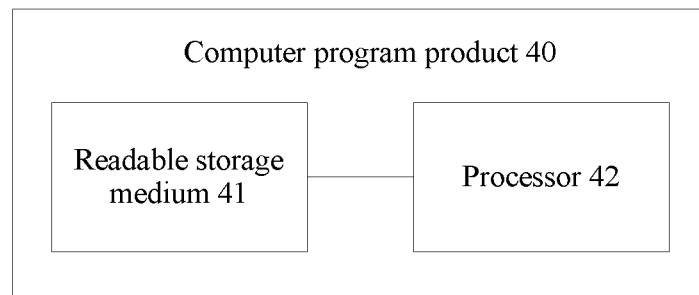 Computer program product 40
Readable storage
medium 41
Processor 42